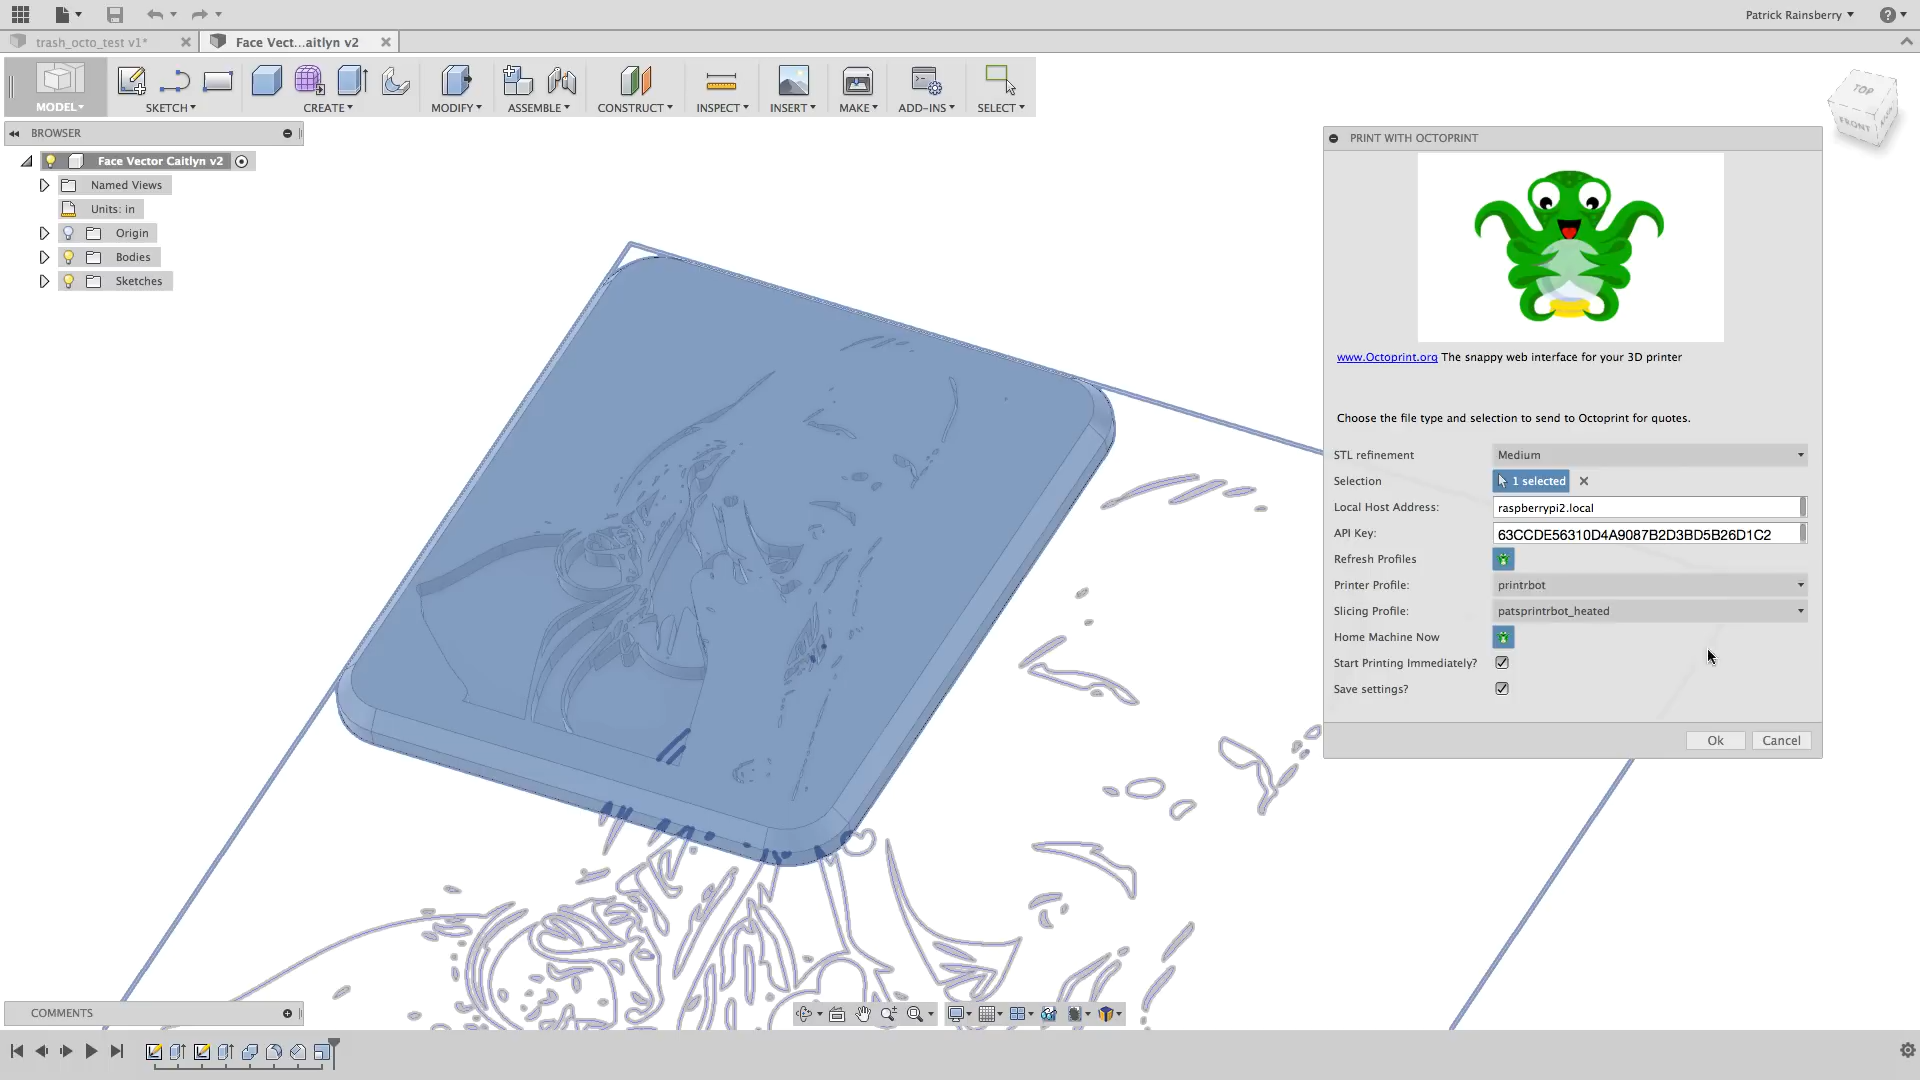 Patrick Rainsberry
trash_octo_test v1*
Face Vect...aitlyn v2
MODEL
SKETCH
CREATE
MODIFY
ASSEMBLE
CONSTRUCT
INSPECT
INSERT
MAKE
ADD-INS
SELECT
TOP
FRONT
BROWSER
Face Vector Caitlyn v2
Named Views
Units: in
Origin
Bodies
Sketches
PRINT WITH OCTOPRINT
www.Octoprint.org The snappy web interface for your 3D printer
Choose the file type and selection to send to Octoprint for quotes.
STL refinement Medium
Selection 1 selected
Local Host Address: raspberrypi2.local
API Key: 63CCDE56310D4A9087B2D3BD5B26D1C2
Refresh Profiles
Printer Profile: printrbot
Slicing Profile: patsprintrbot_heated
Home Machine Now
Start Printing Immediately?
Save settings?
Ok Cancel
COMMENTS